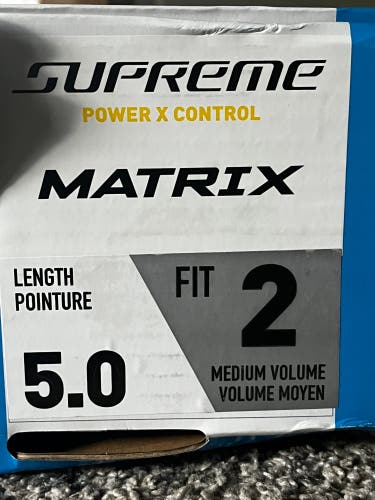 SUPREME
POWER X CONTROL
MATRIX
LENGTH
POINTURE
5.0
FIT 2
MEDIUM VOLUME
VOLUME MOYEN